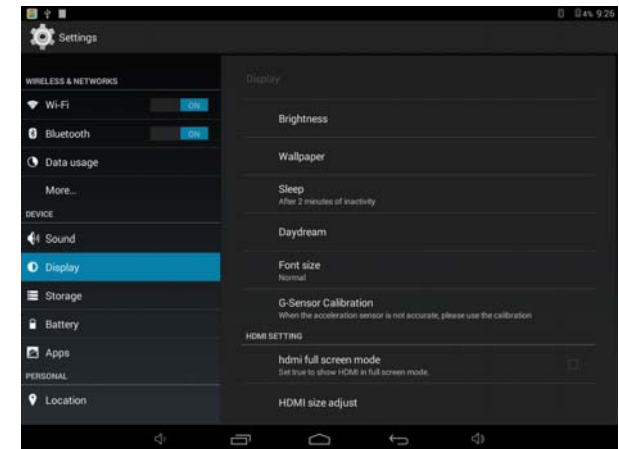 4% 9:26
Settings
WIRELESS & NETWORKS
Wi-Fi ON
Bluetooth ON
Data usage
More...
DEVICE
Sound
Display
Storage
Battery
Apps
PERSONAL
Location
Display
Brightness
Wallpaper
Sleep
After 2 minutes of inactivity
Daydream
Font size
Normal
G-Sensor Calibration
When the acceleration sensor is not accurate, please use the calibration
HDMI SETTING
hdmi full screen mode
Set true to show HDMI in full screen mode.
HDMI size adjust